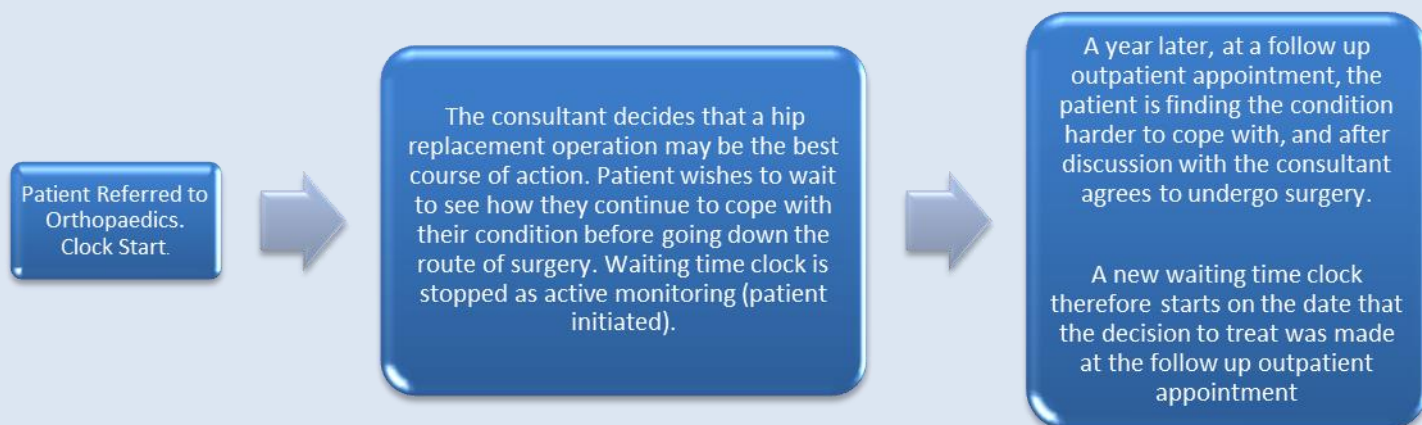 Patient Referred to
Orthopaedics.
Clock Start.
The consultant decides that a hip
replacement operation may be the best
course of action. Patient wishes to wait
to see how they continue to cope with
their condition before going down the
route of surgery. Waiting time clock is
stopped as active monitoring (patient
initiated).
A year later, at a follow up
outpatient appointment, the
patient is finding the condition
harder to cope with, and after
discussion with the consultant
agrees to undergo surgery.
A new waiting time clock
therefore starts on the date that
the decision to treat was made
at the follow up outpatient
appointment